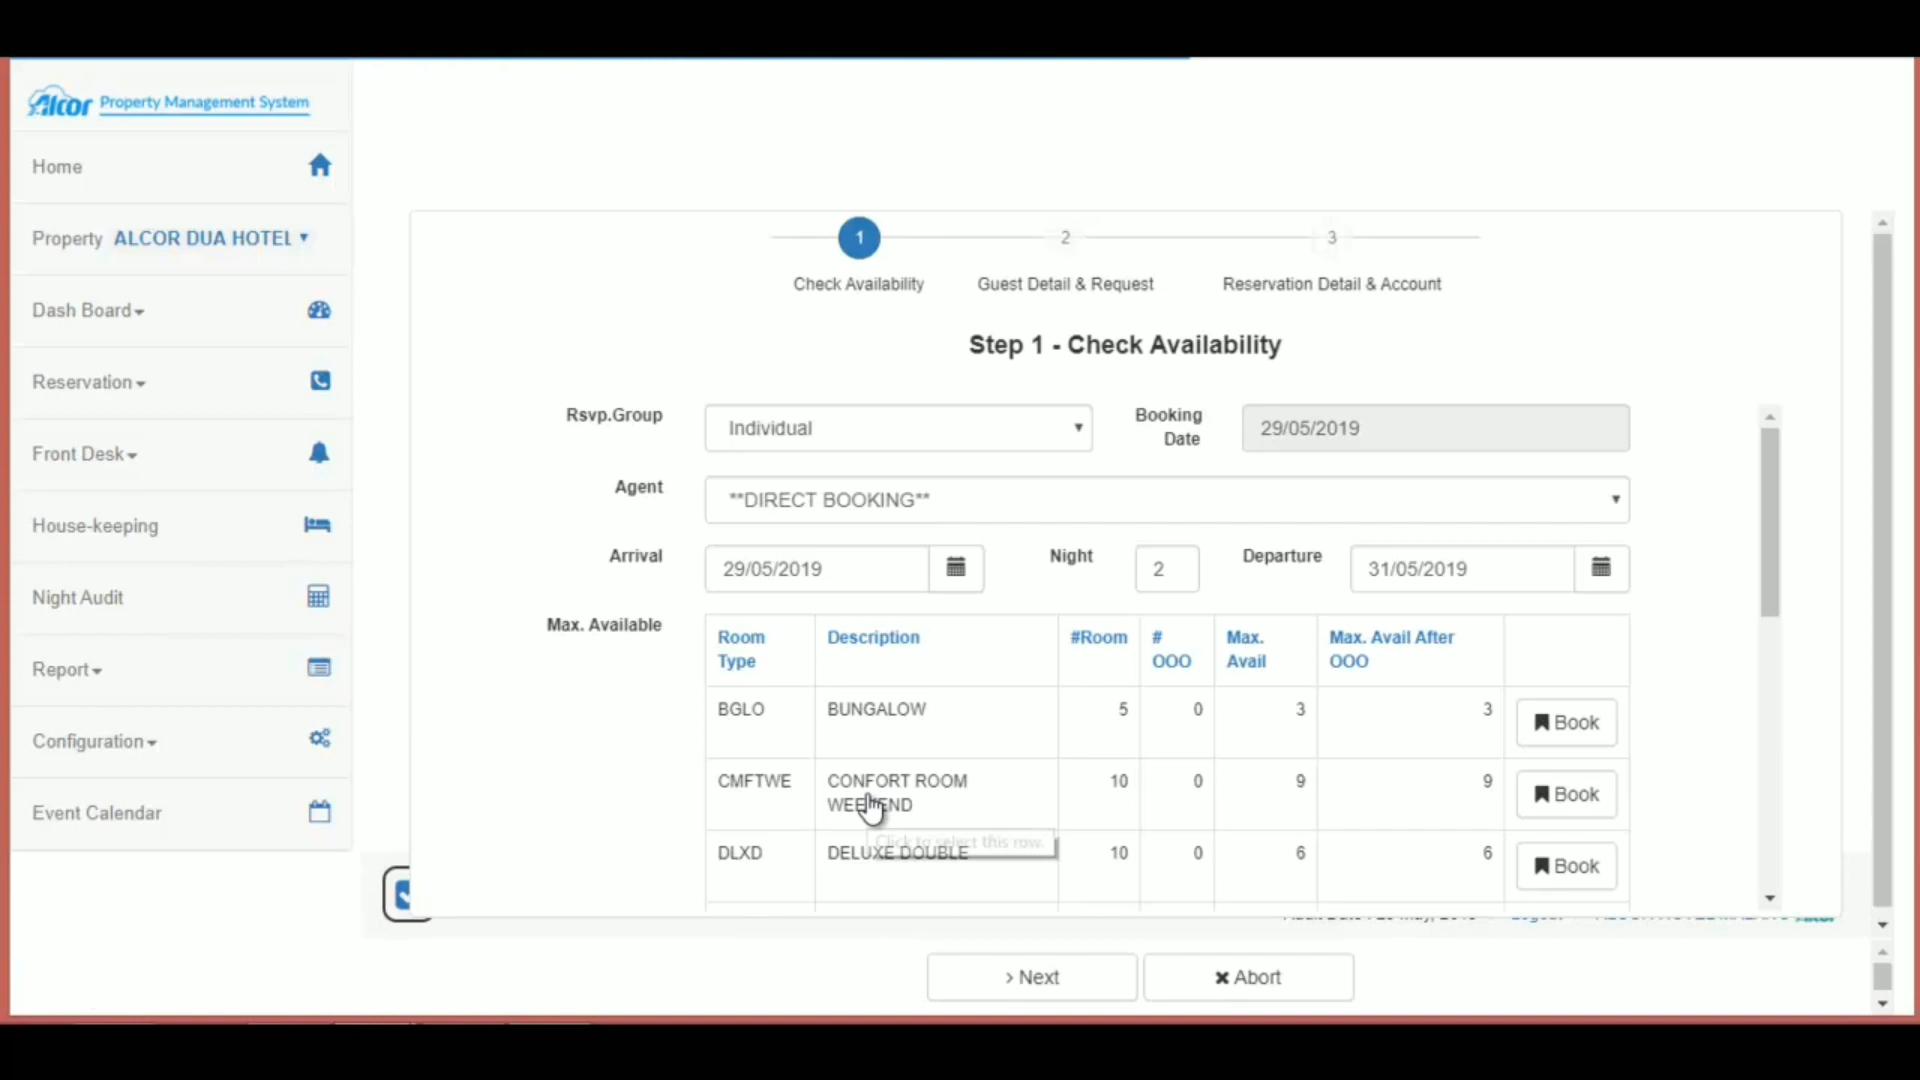 Alcor Property Management System
Home
Property ALCOR DUA HOTEL
Dash Board
Reservation
Front Desk
House-keeping
Night Audit
Report
Configuration
Event Calendar
1
2
3
Check Availability
Guest Detail & Request
Reservation Detail & Account
Step 1 - Check Availability
Rsvp.Group
Individual
Booking
Date
29/05/2019
Agent
**DIRECT BOOKING**
Arrival
29/05/2019
Night
2
Departure
31/05/2019
Max. Available
Room
Type
Description
#Room
#
OOO
Max.
Avail
Max. Avail After
OOO
BGLO BUNGALOW 5 0 3 3 Book
CMFTWE CONFORT ROOM 10 0 9 9 Book
WEEKEND
Click to select this row.
DLXD DELUXE DOUBLE 10 0 6 6 Book
> Next
Abort